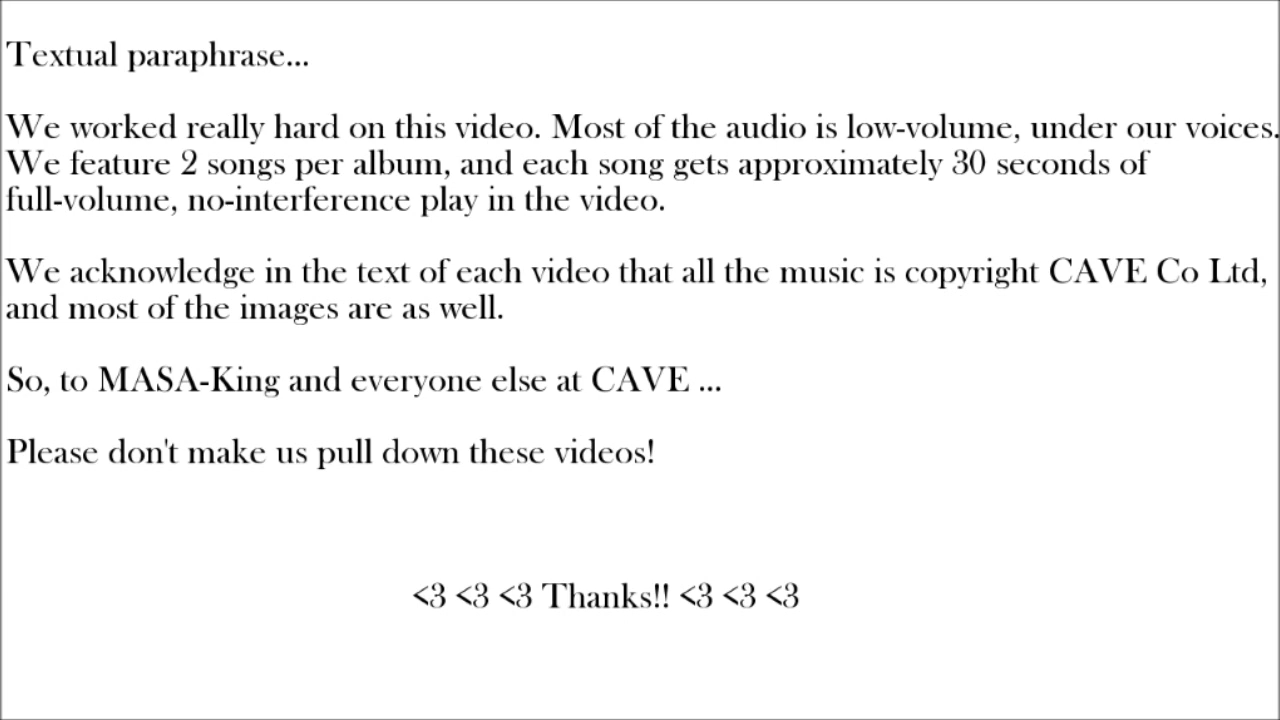 Textual paraphrase...
We worked really hard on this video. Most of the audio is low-volume, under our voices.
We feature 2 songs per album, and each song gets approximately 30 seconds of
full-volume, no-interference play in the video.
We acknowledge in the text of each video that all the music is copyright CAVE Co Ltd,
and most of the images are as well.
So, to MASA-King and everyone else at CAVE ...
Please don't make us pull down these videos!
<3 <3 <3 Thanks!! <3 <3 <3